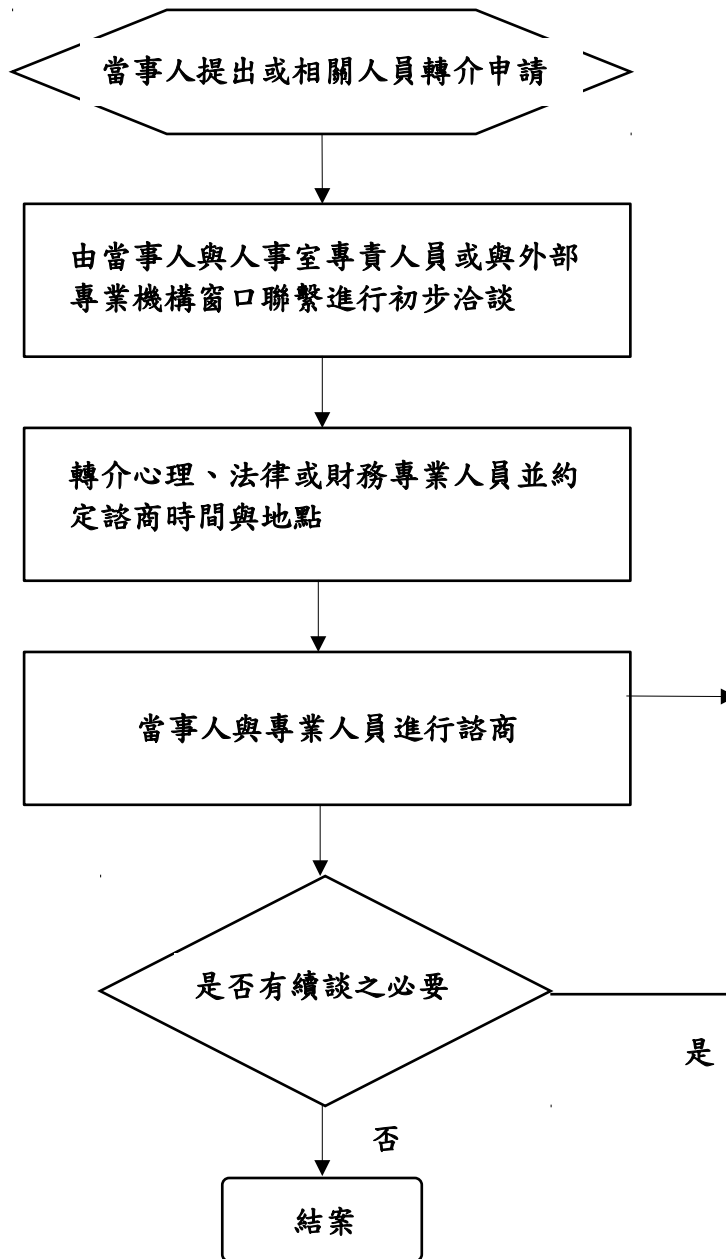 當事人提出或相關人員轉介申請
由當事人與人事室專責人員或與外部
專業機構窗口聯繫進行初步洽談
轉介心理、法律或財務專業人員並約
定諮商時間與地點
當事人與專業人員進行諮商
是否有續談之必要
是
否
結案